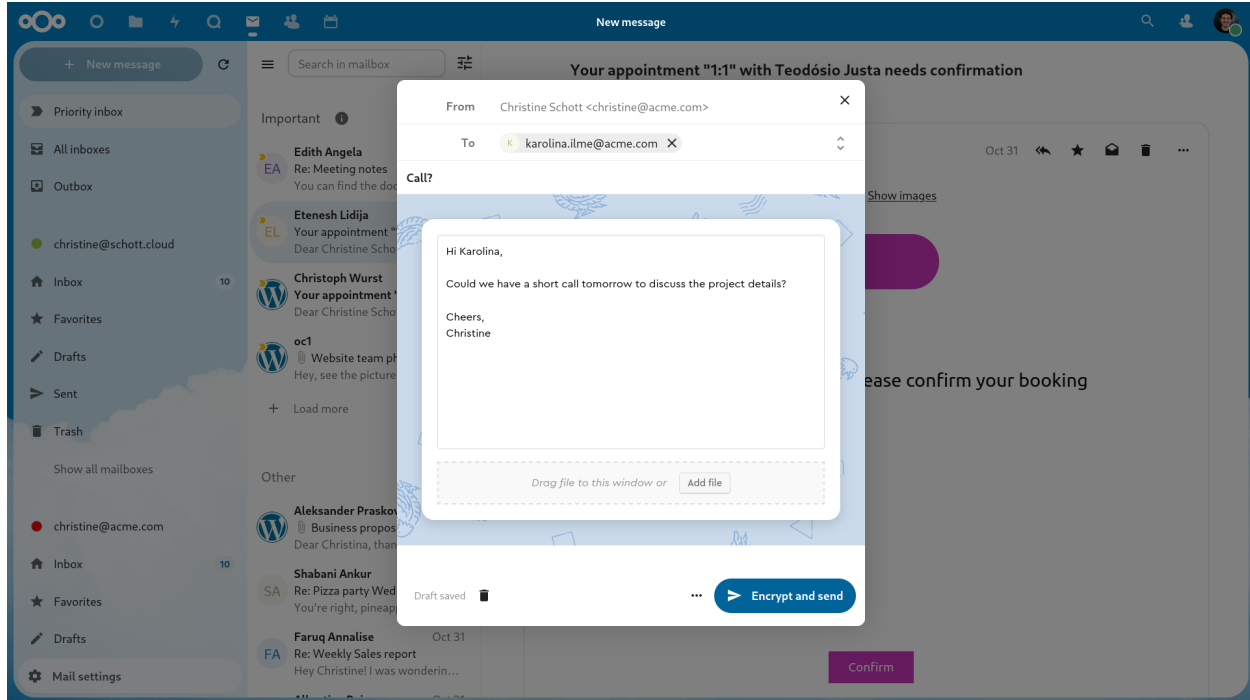 New message
+ New message
Priority inbox
All inboxes
Outbox
christine@schott.cloud
Inbox 10
Favorites
Drafts
Sent
Trash
Show all mailboxes
christine@acme.com
Inbox 10
Favorites
Drafts
Mail settings
Search in mailbox
Important
EA
Edith Angela
Re: Meeting notes
You can find the doc
EL
Etenesh Lidija
Your appointment "
Dear Christine Scho
Christoph Wurst
Your appointment "
Dear Christine Scho
oc1
Website team ph
Hey, see the picture
+ Load more
Other
Aleksander Praskov
Business propos
Dear Christina, than
SA
Shabani Ankur
Re: Pizza party Wed
You're right, pineap
FA
Faruq Annalise Oct 31
Re: Weekly Sales report
Hey Christine! I was wonderin...
Your appointment "1:1" with Teodósio Justa needs confirmation
Oct 31
Show images
ease confirm your booking
Confirm
From Christine Schott <christine@acme.com>
To K karolina.ilme@acme.com
Call?
Hi Karolina,
Could we have a short call tomorrow to discuss the project details?
Cheers,
Christine
Drag file to this window or Add file
Draft saved
Encrypt and send